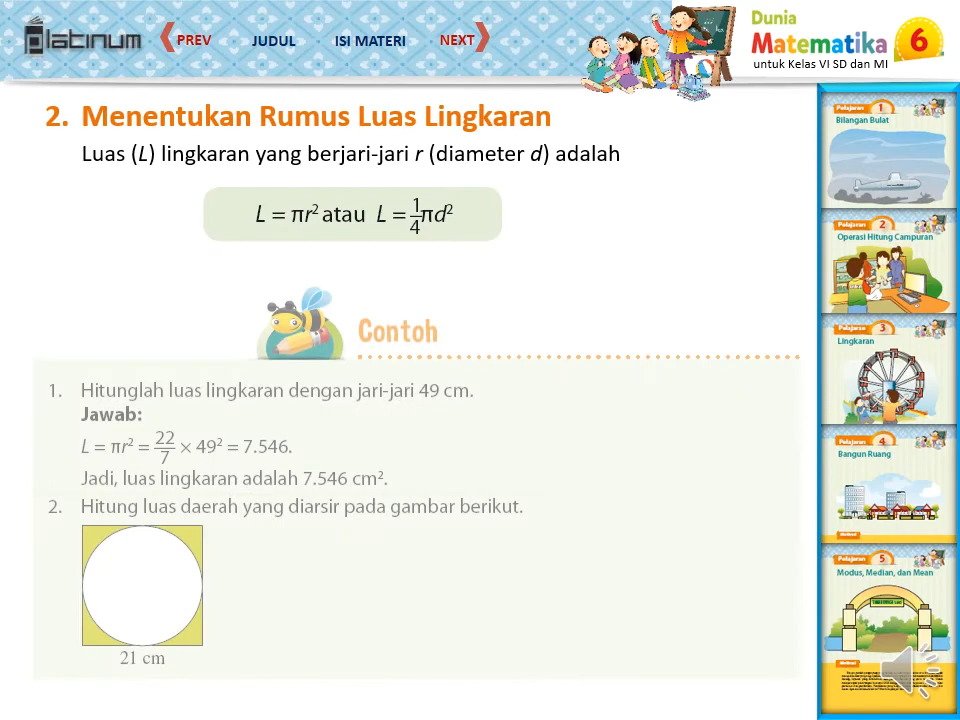 platinum
PREV
JUDUL
ISI MATERI
NEXT
Dunia
Matematika
untuk Kelas VI SD dan MI
6
2. Menentukan Rumus Luas Lingkaran
Luas (L) lingkaran yang berjari-jari r (diameter d) adalah
L = πr² atau L = 1/4 πd²
Contoh
1. Hitunglah luas lingkaran dengan jari-jari 49 cm.
Jawab:
L = πr² = 22/7 × 49² = 7.546.
Jadi, luas lingkaran adalah 7.546 cm².
2. Hitung luas daerah yang diarsir pada gambar berikut.
21 cm
Pelajaran 1
Bilangan Bulat
Pelajaran 2
Operasi Hitung Campuran
Pelajaran 3
Lingkaran
Pelajaran 4
Bangun Ruang
Pelajaran 5
Modus, Median, dan Mean